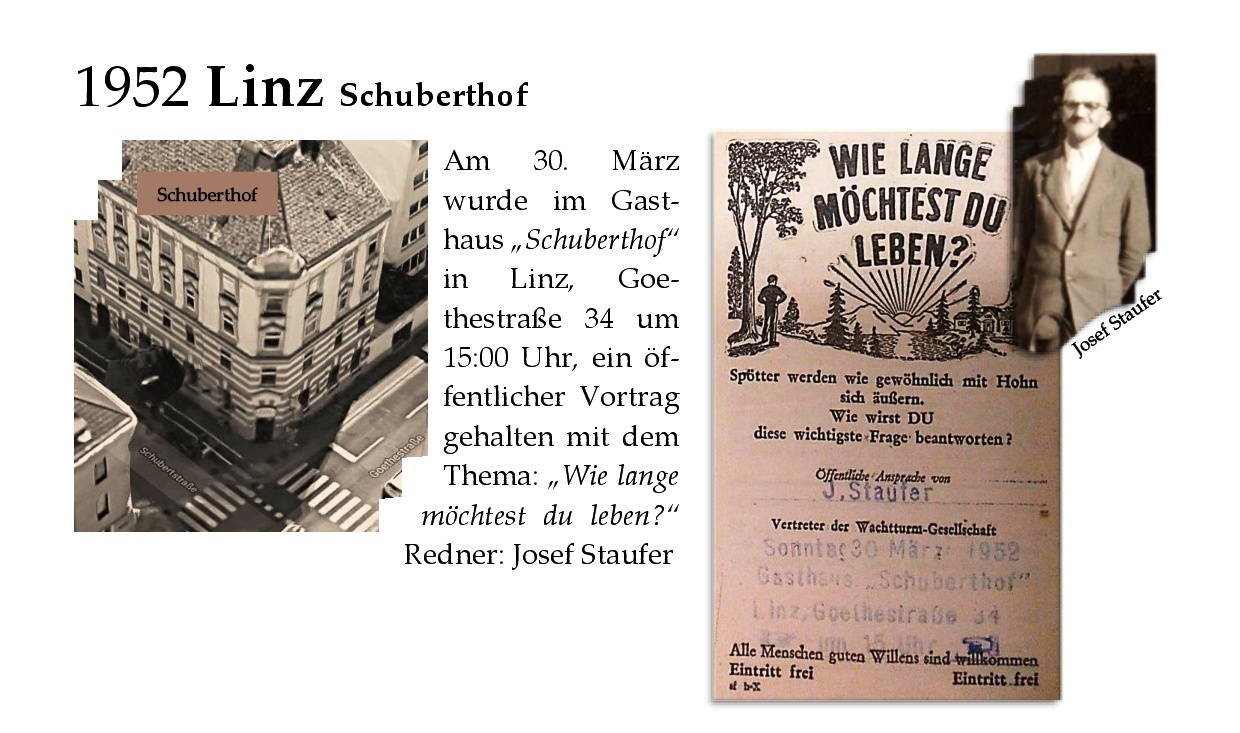 1952 Linz Schuberthof
Schuberthof
Schubertstraße
Goethestraße
Am 30. März
wurde im Gast-
haus „Schuberthof“
in Linz, Goe-
thestraße 34 um
15:00 Uhr, ein öf-
fentlicher Vortrag
gehalten mit dem
Thema: „Wie lange
möchtest du leben?“
Redner: Josef Staufer
WIE LANGE
MÖCHTEST DU
LEBEN?
Spötter werden wie gewöhnlich mit Hohn
sich äußern.
Wie wirst DU
diese wichtigste Frage beantworten?
Öffentliche Ansprache von
J. Staufer
Vertreter der Wachtturm-Gesellschaft
Sonntag 30 März 1952
Gasthaus „Schuberthof"
Linz, Goethestraße 34
um 15 Uhr
Alle Menschen guten Willens sind willkommen
Eintritt frei Eintritt frei
sf b-X
Josef Staufer